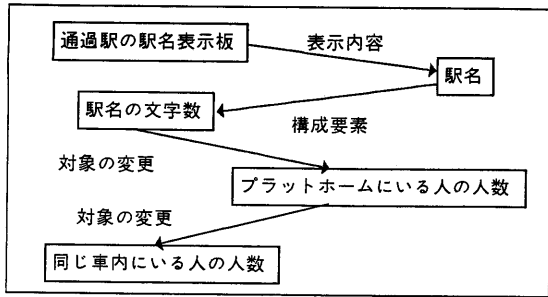 通過駅の駅名表示板
表示内容
駅名
駅名の文字数
構成要素
対象の変更
プラットホームにいる人の人数
対象の変更
同じ車内にいる人の人数